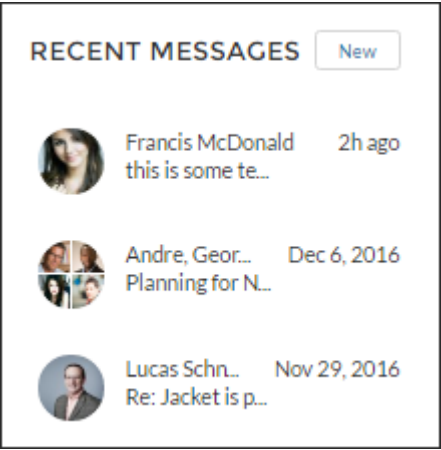 RECENT MESSAGES New
Francis McDonald 2h ago
this is some te...
Andre, Geor... Dec 6, 2016
Planning for N...
Lucas Schn... Nov 29, 2016
Re: Jacket is p...